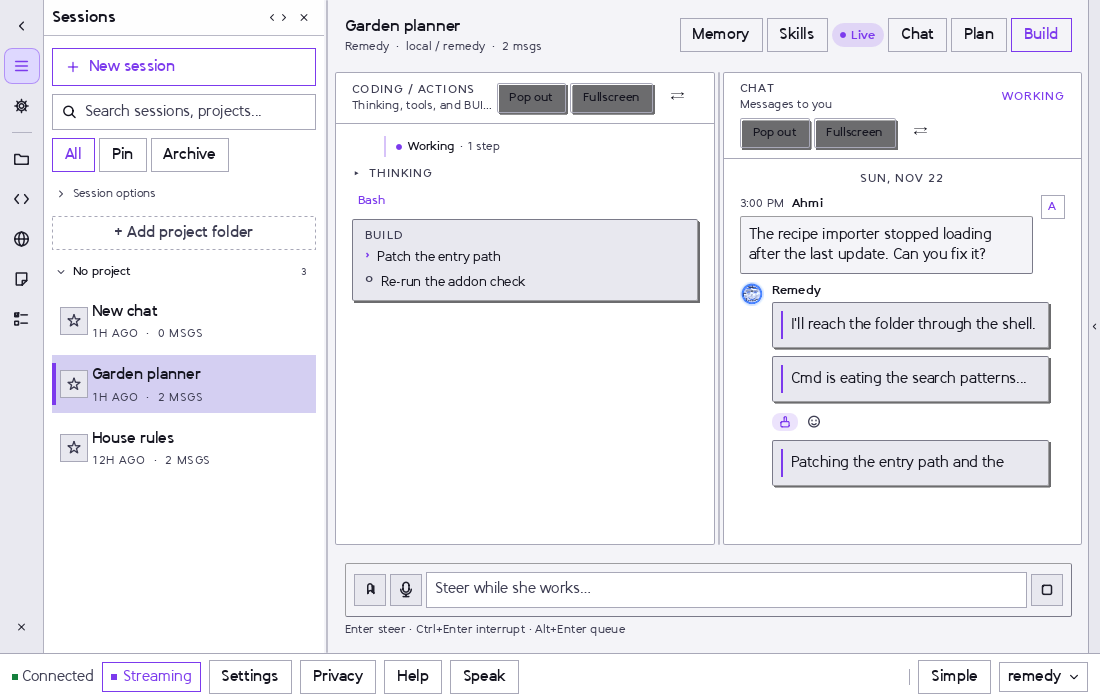 Sessions
New session
Search sessions, projects...
All Pin Archive
Session options
+ Add project folder
No project 3
New chat
1H AGO · 0 MSGS
Garden planner
1H AGO · 2 MSGS
House rules
12H AGO · 2 MSGS
Garden planner
Remedy · local / remedy · 2 msgs
Memory Skills Live Chat Plan Build
CODING / ACTIONS
Thinking, tools, and BUI...
Pop out Fullscreen
Working · 1 step
THINKING
Bash
BUILD
Patch the entry path
Re-run the addon check
CHAT
Messages to you
WORKING
Pop out Fullscreen
SUN, NOV 22
3:00 PM Ahmi
A
The recipe importer stopped loading
after the last update. Can you fix it?
Remedy
I'll reach the folder through the shell.
Cmd is eating the search patterns...
Patching the entry path and the
Steer while she works...
Enter steer · Ctrl+Enter interrupt · Alt+Enter queue
Connected Streaming Settings Privacy Help Speak Simple remedy